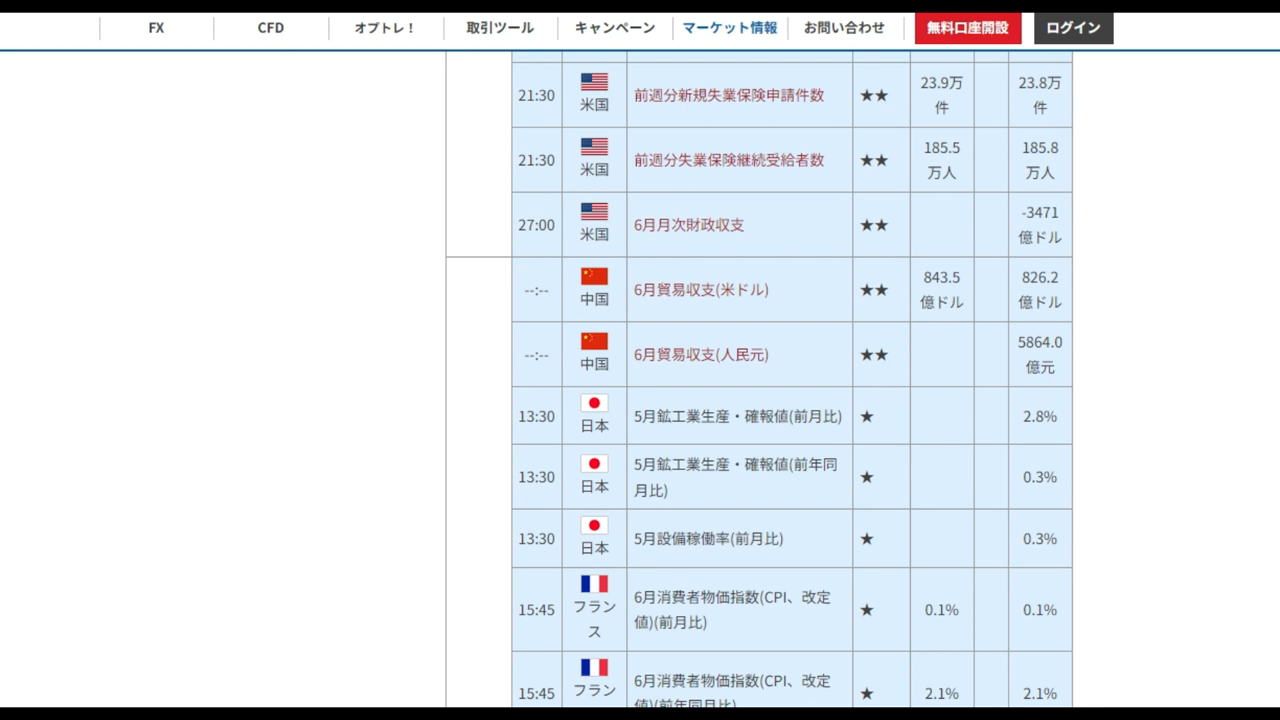 FX
CFD
オプトレ！
取引ツール
キャンペーン
マーケット情報
お問い合わせ
無料口座開設
ログイン
21:30
米国
前週分新規失業保険申請件数
★★
23.9万
件
23.8万
件
21:30
米国
前週分失業保険継続受給者数
★★
185.5
万人
185.8
万人
27:00
米国
6月月次財政収支
★★
-3471
億ドル
--:--
中国
6月貿易収支(米ドル)
★★
843.5
億ドル
826.2
億ドル
--:--
中国
6月貿易収支(人民元)
★★
5864.0
億元
13:30
日本
5月鉱工業生産・確報値(前月比)
★
2.8%
13:30
日本
5月鉱工業生産・確報値(前年同
月比)
★
0.3%
13:30
日本
5月設備稼働率(前月比)
★
0.3%
15:45
フラン
ス
6月消費者物価指数(CPI、改定
値)(前月比)
★
0.1%
0.1%
15:45
フラン
6月消費者物価指数(CPI、改定
値)(前年同月比)
★
2.1%
2.1%